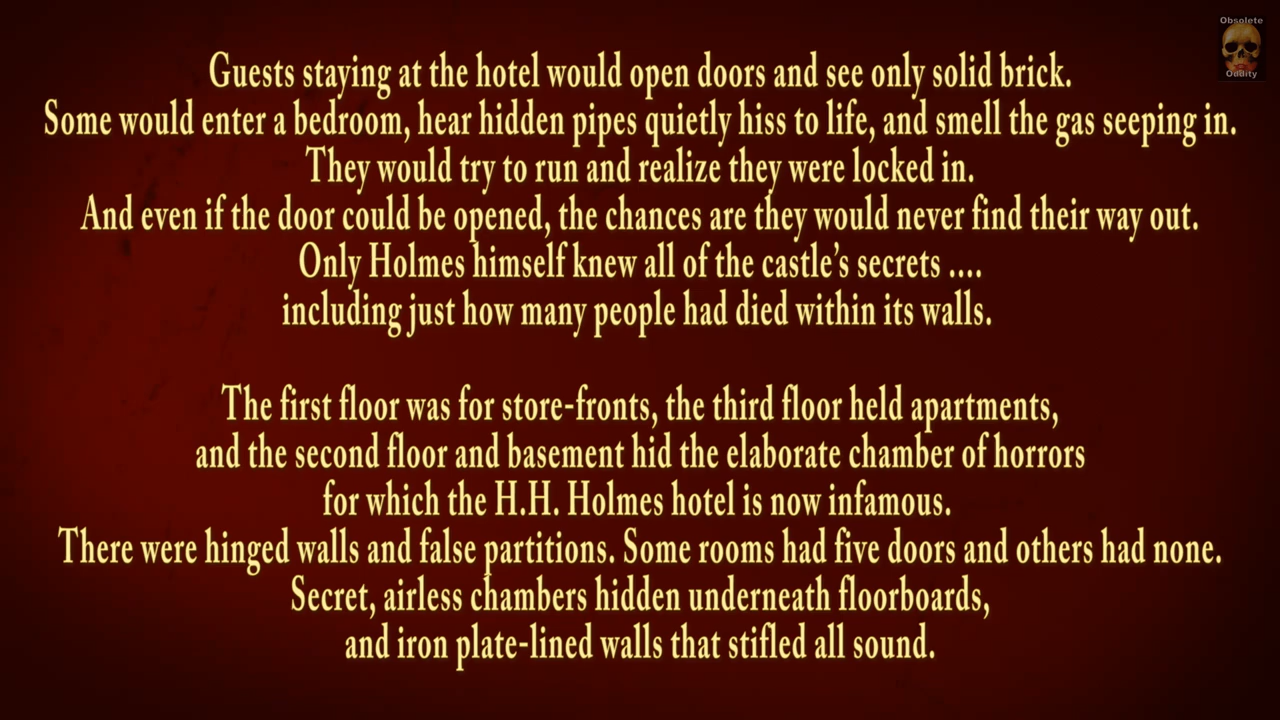 Obsolete
Oddity
Guests staying at the hotel would open doors and see only solid brick.
Some would enter a bedroom, hear hidden pipes quietly hiss to life, and smell the gas seeping in.
They would try to run and realize they were locked in.
And even if the door could be opened, the chances are they would never find their way out.
Only Holmes himself knew all of the castle’s secrets ....
including just how many people had died within its walls.
The first floor was for store-fronts, the third floor held apartments,
and the second floor and basement hid the elaborate chamber of horrors
for which the H.H. Holmes hotel is now infamous.
There were hinged walls and false partitions. Some rooms had five doors and others had none.
Secret, airless chambers hidden underneath floorboards,
and iron plate-lined walls that stifled all sound.